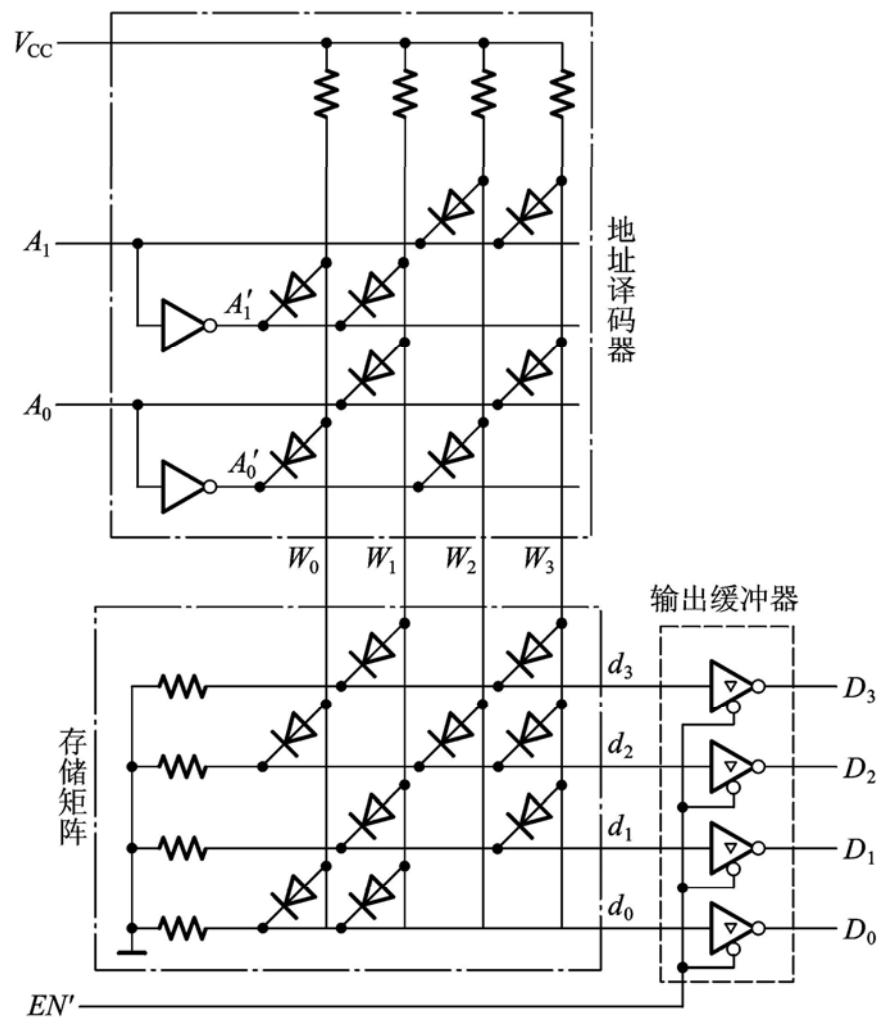 V_CC
A_1
A_1′
地址译码器
A_0
A_0′
W_0 W_1 W_2 W_3
输出缓冲器
d_3 D_3
存储矩阵
d_2 D_2
d_1 D_1
d_0 D_0
EN′